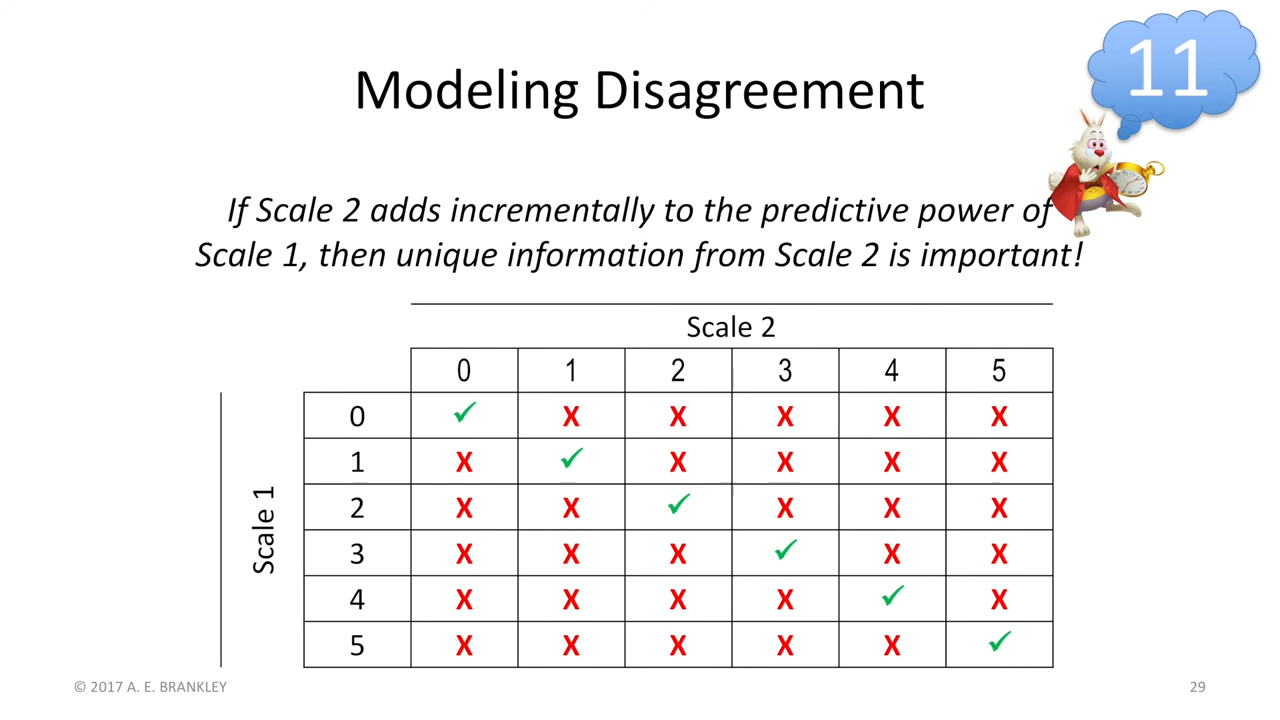 11
Modeling Disagreement
If Scale 2 adds incrementally to the predictive power of
Scale 1, then unique information from Scale 2 is important!
Scale 2
0 1 2 3 4 5
Scale 1
0 ✓ X X X X X
1 X ✓ X X X X
2 X X ✓ X X X
3 X X X ✓ X X
4 X X X X ✓ X
5 X X X X X ✓
© 2017 A. E. BRANKLEY
29